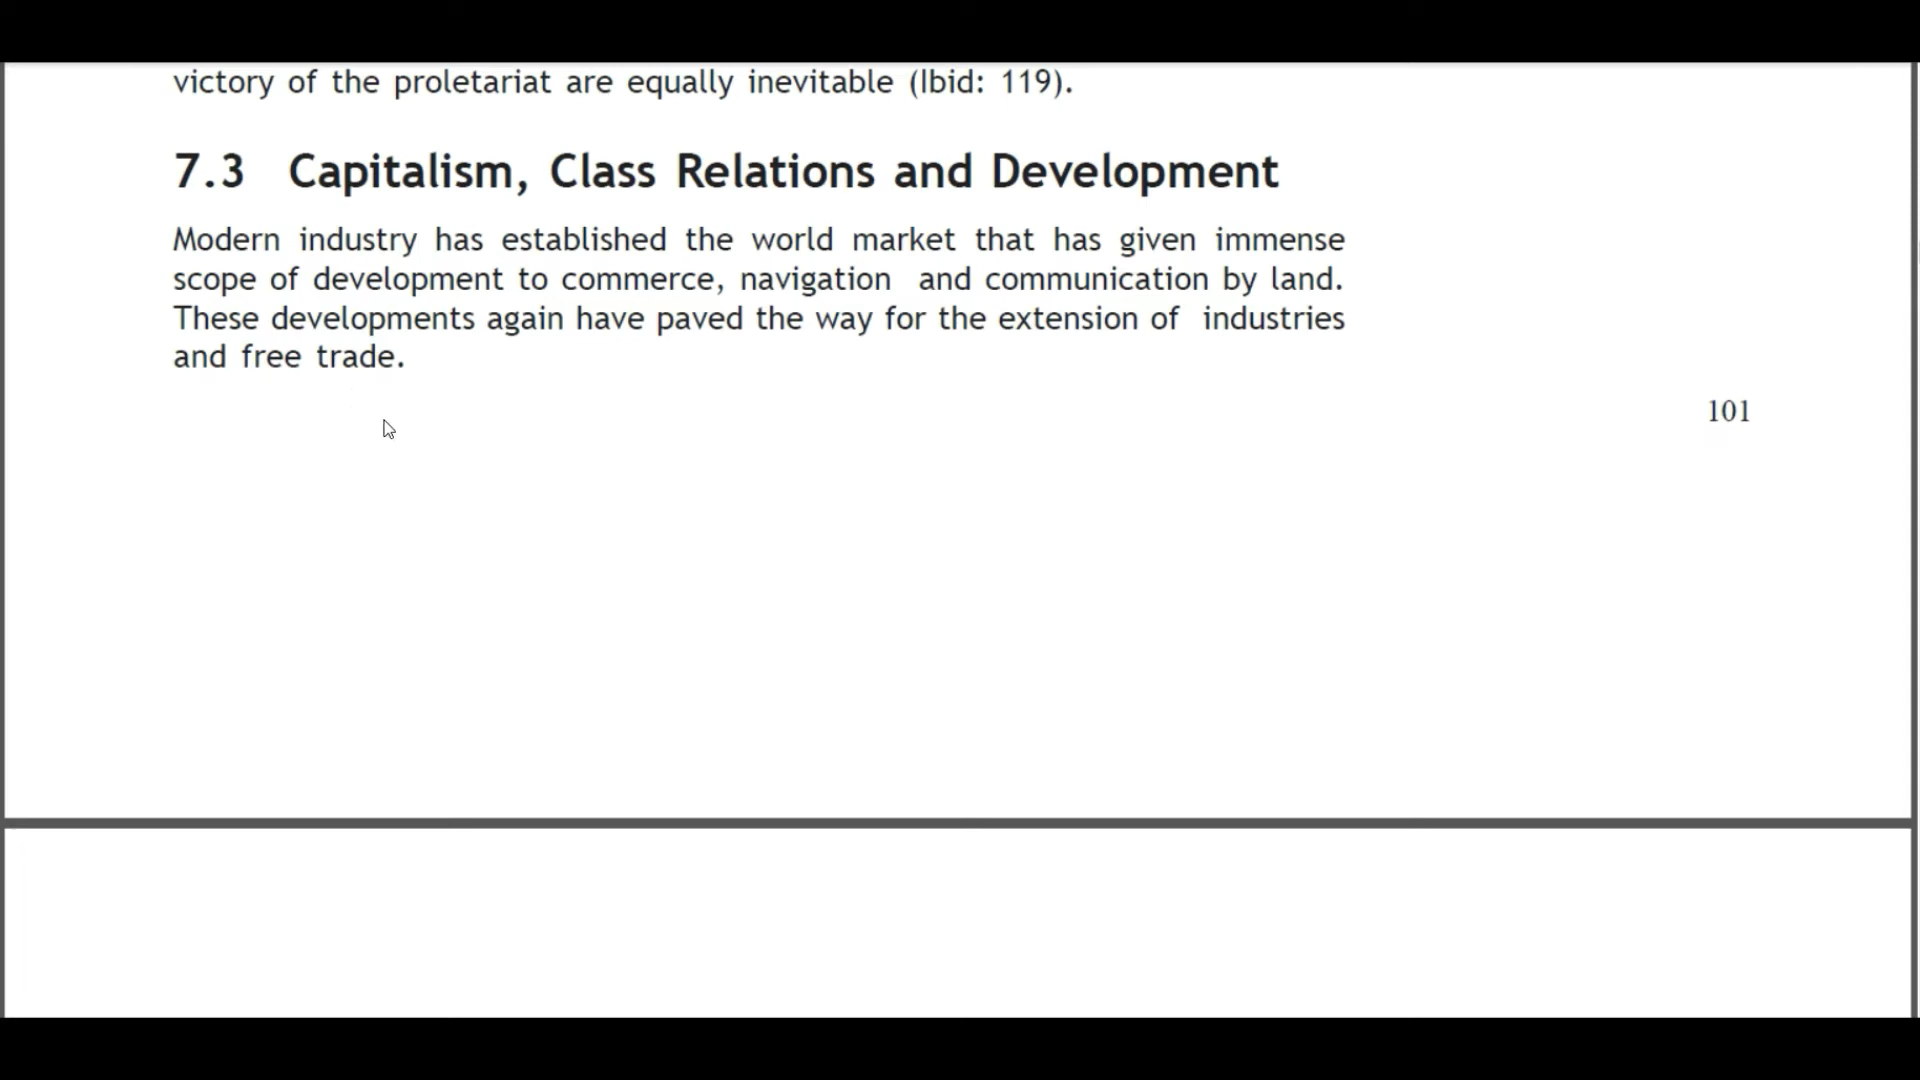 victory of the proletariat are equally inevitable (Ibid: 119).
7.3 Capitalism, Class Relations and Development
Modern industry has established the world market that has given immense
scope of development to commerce, navigation and communication by land.
These developments again have paved the way for the extension of industries
and free trade.
101